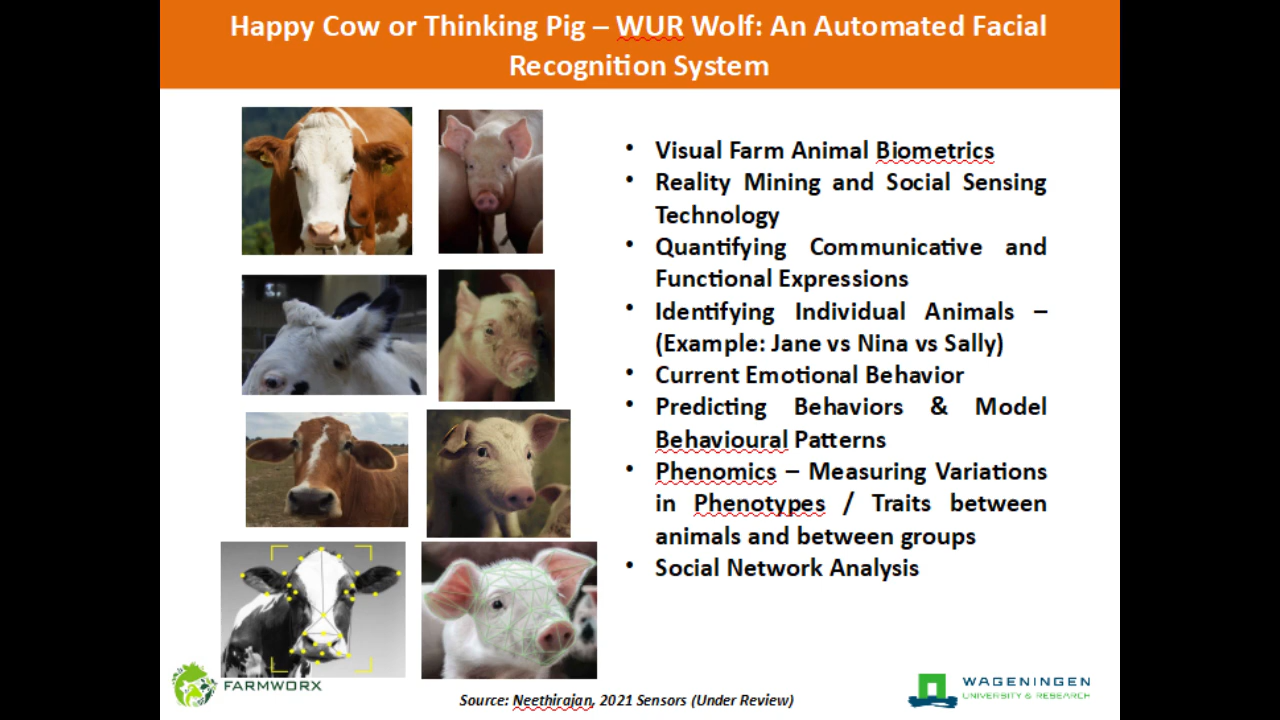 Happy Cow or Thinking Pig – WUR Wolf: An Automated Facial
Recognition System
• Visual Farm Animal Biometrics
• Reality Mining and Social Sensing
Technology
• Quantifying Communicative and
Functional Expressions
• Identifying Individual Animals –
(Example: Jane vs Nina vs Sally)
• Current Emotional Behavior
• Predicting Behaviors & Model
Behavioural Patterns
• Phenomics – Measuring Variations
in Phenotypes / Traits between
animals and between groups
• Social Network Analysis
FARMWORX
Source: Neethirajan, 2021 Sensors (Under Review)
WAGENINGEN
UNIVERSITY & RESEARCH